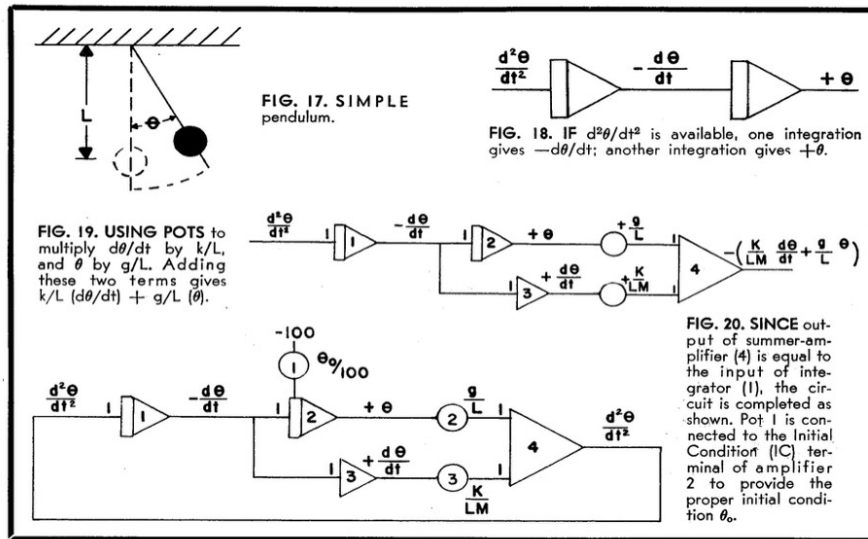 L
θ
FIG. 17. SIMPLE
pendulum.
d²θ
dt²
- dθ
dt
+ θ
FIG. 18. IF d²θ/dt² is available, one integration
gives —dθ/dt; another integration gives +θ.
FIG. 19. USING POTS to
multiply dθ/dt by k/L,
and θ by g/L. Adding
these two terms gives
k/L (dθ/dt) + g/L (θ).
d²θ
dt²
1
1
- dθ
dt
1
2
+ θ
+ g
L
1
1
3
+ dθ
dt
+ K
LM
1
4
-( K dθ + g θ )
LM dt L
FIG. 20. SINCE out-
put of summer-am-
plifier (4) is equal to
the input of inte-
grator (1), the cir-
cuit is completed as
shown. Pot 1 is con-
nected to the Initial
Condition (IC) ter-
minal of amplifier
2 to provide the
proper initial condi-
tion θ₀.
-100
1
θ₀/100
d²θ
dt²
1
1
- dθ
dt
1
2
+ θ
2
g
L
1
1
3
+ dθ
dt
3
K
LM
1
4
d²θ
dt²